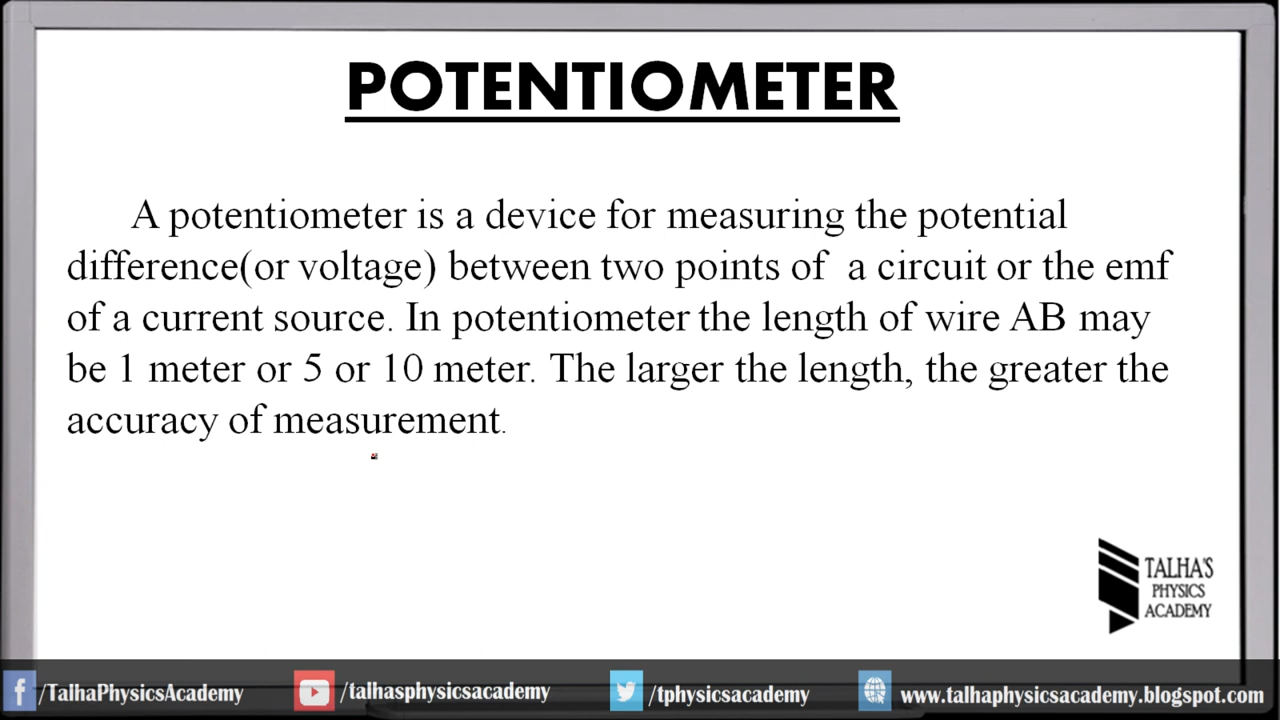 POTENTIOMETER
A potentiometer is a device for measuring the potential
difference(or voltage) between two points of a circuit or the emf
of a current source. In potentiometer the length of wire AB may
be 1 meter or 5 or 10 meter. The larger the length, the greater the
accuracy of measurement.
TALHA'S
PHYSICS
ACADEMY
/TalhaPhysicsAcademy
/talhasphysicsacademy
/tphysicsacademy
www.talhaphysicsacademy.blogspot.com